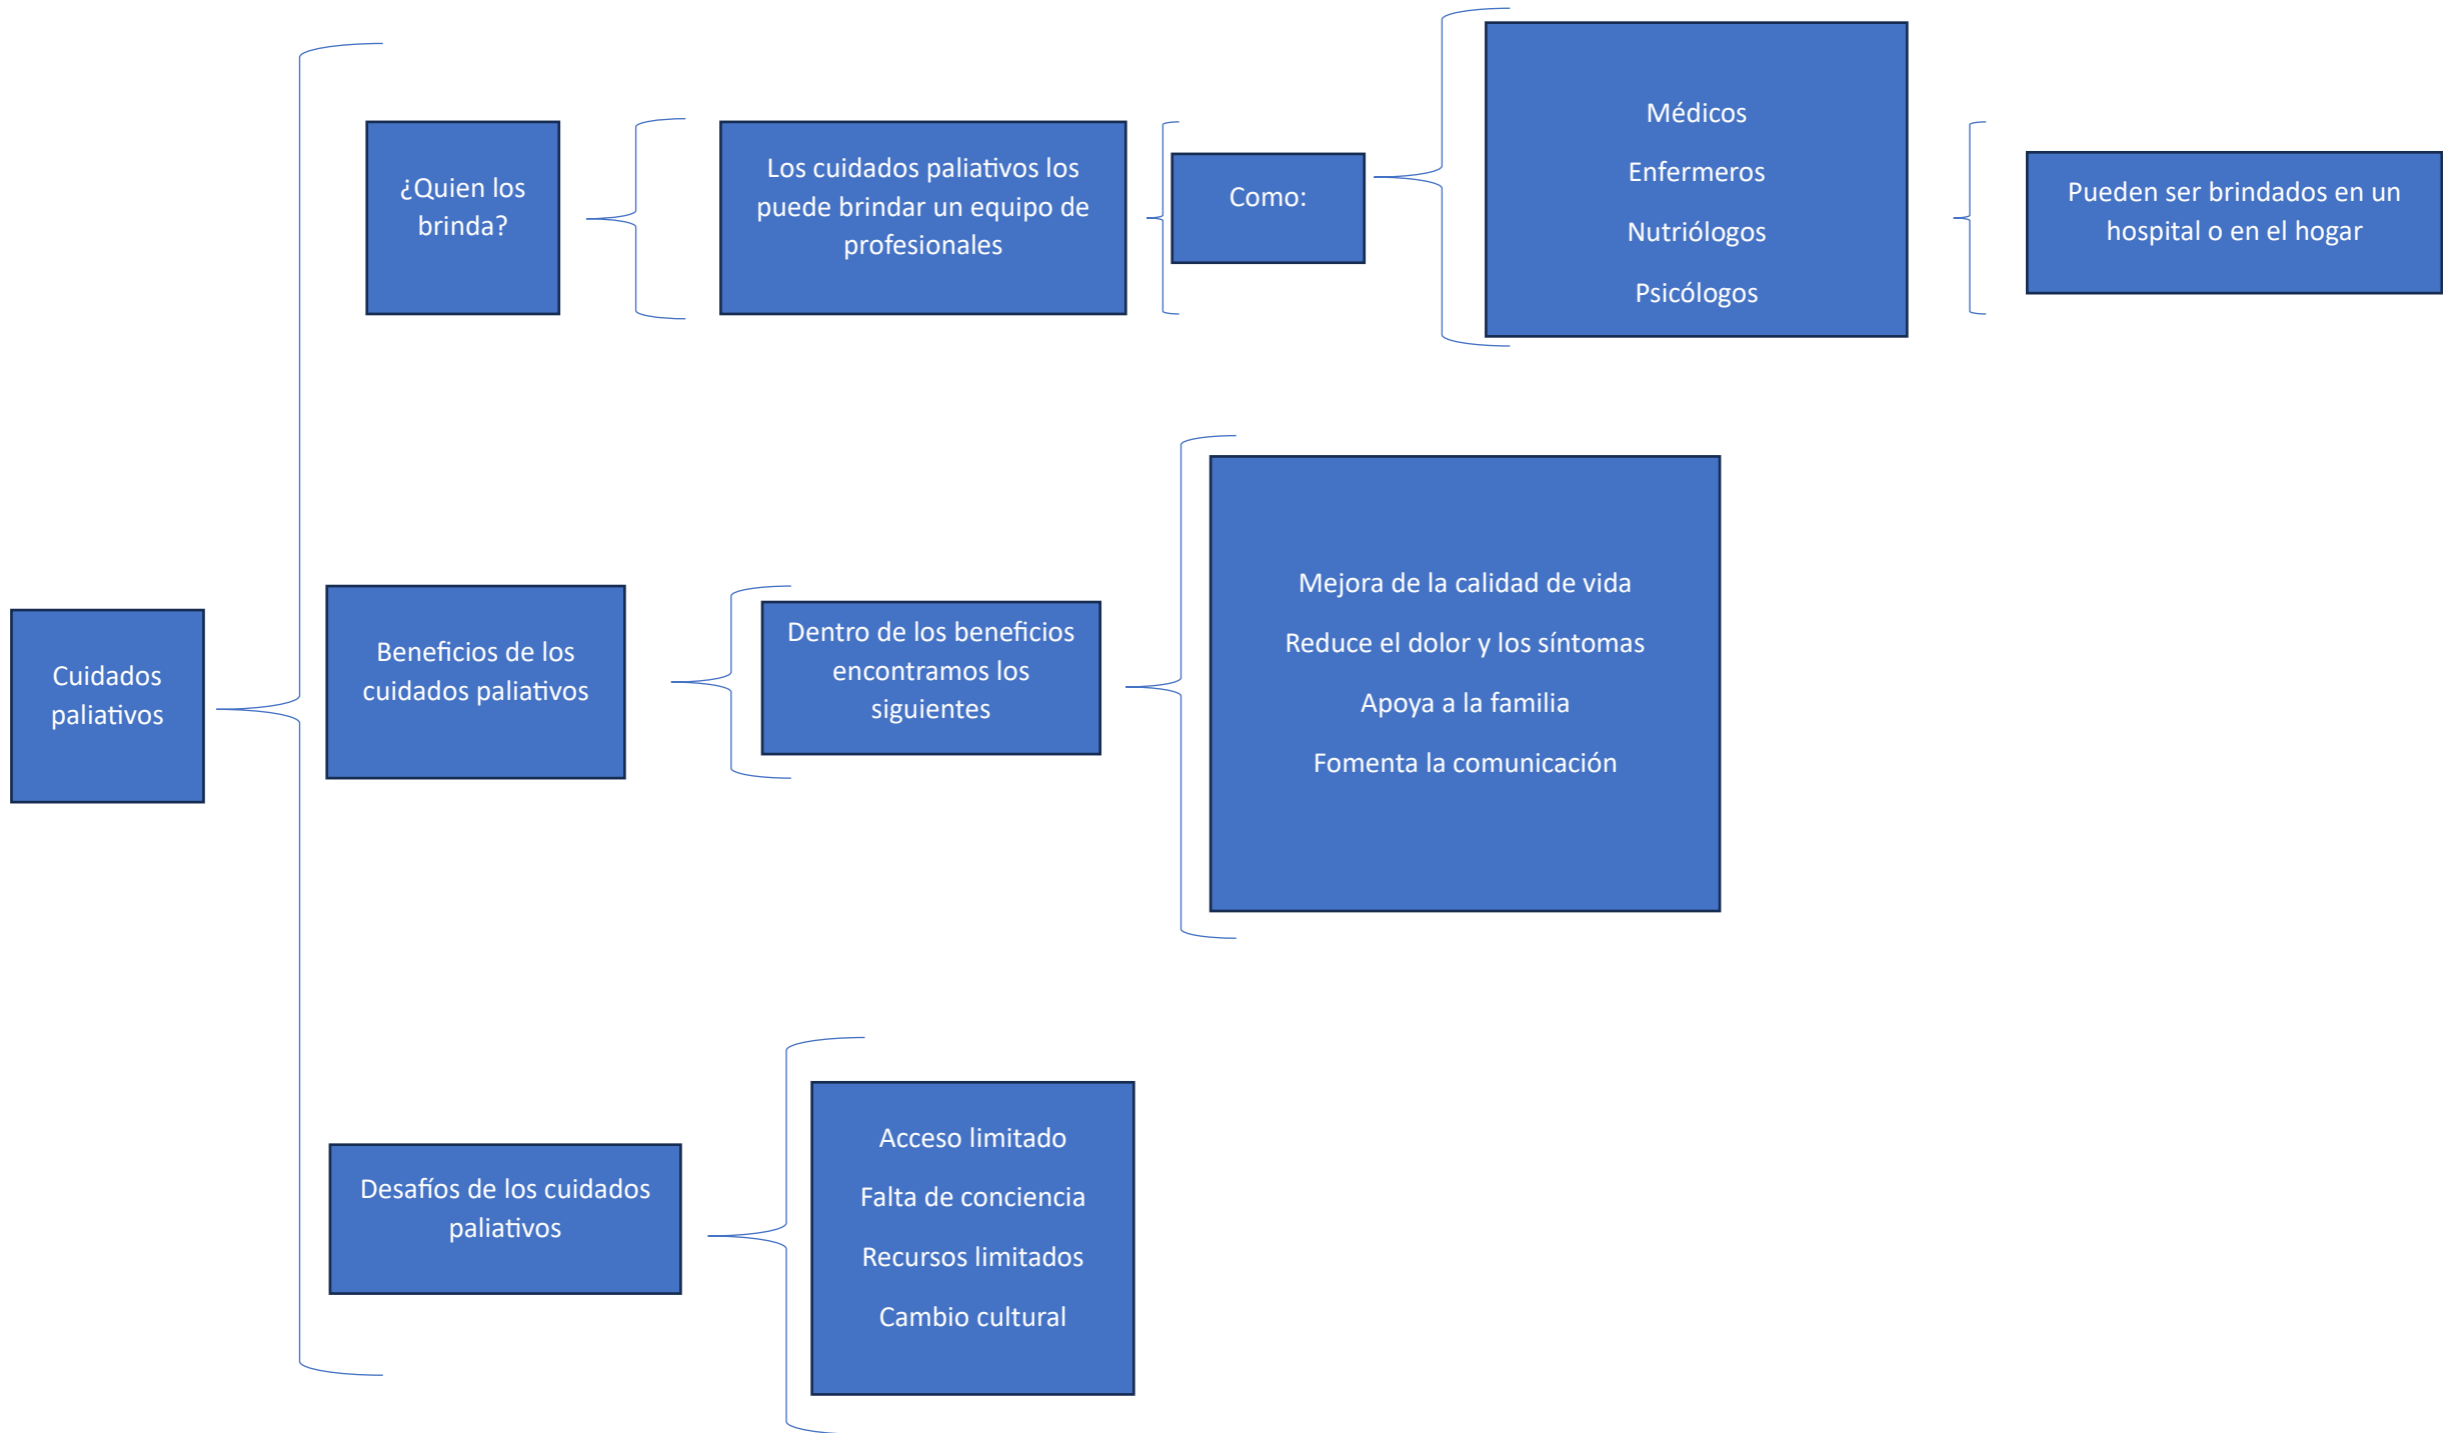 Cuidados
paliativos
¿Quien los
brinda?
Los cuidados paliativos los
puede brindar un equipo de
profesionales
Como:
Médicos
Enfermeros
Nutriólogos
Psicólogos
Pueden ser brindados en un
hospital o en el hogar
Beneficios de los
cuidados paliativos
Dentro de los beneficios
encontramos los
siguientes
Mejora de la calidad de vida
Reduce el dolor y los síntomas
Apoya a la familia
Fomenta la comunicación
Desafíos de los cuidados
paliativos
Acceso limitado
Falta de conciencia
Recursos limitados
Cambio cultural